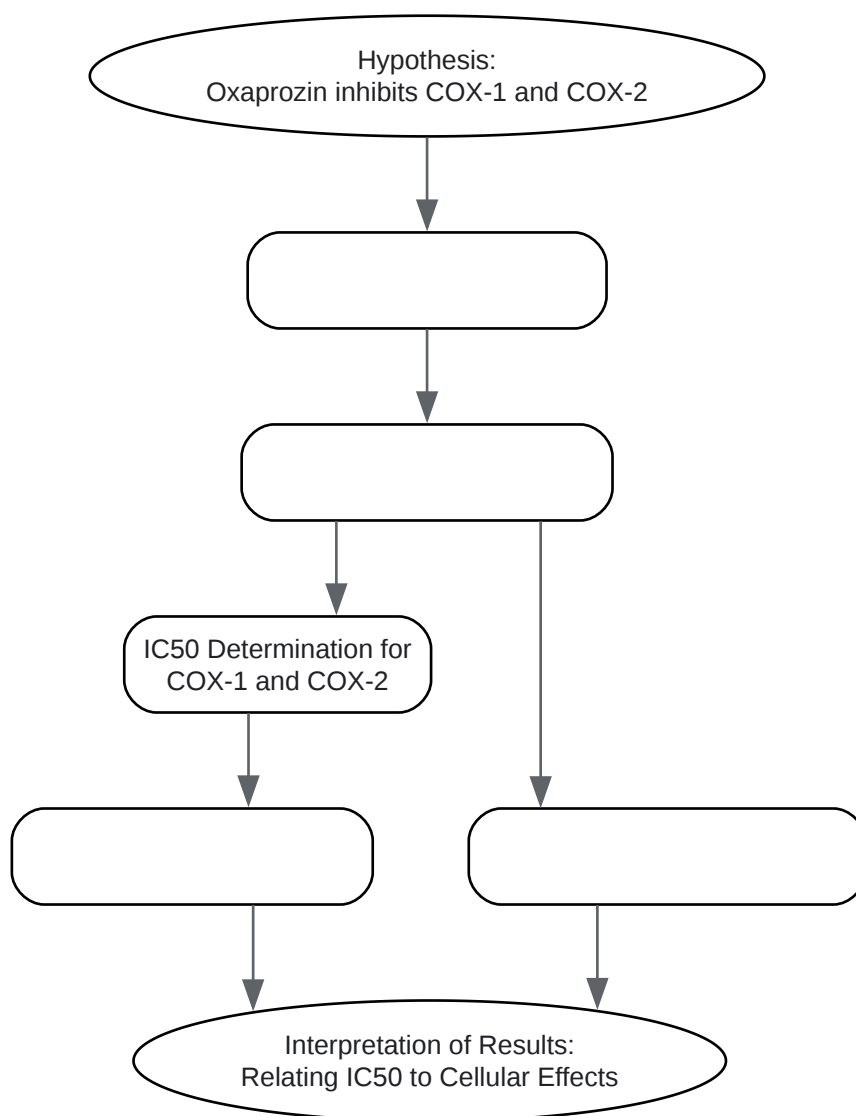 Hypothesis:
Oxaprozin inhibits COX-1 and COX-2
IC50 Determination for
COX-1 and COX-2
Interpretation of Results:
Relating IC50 to Cellular Effects